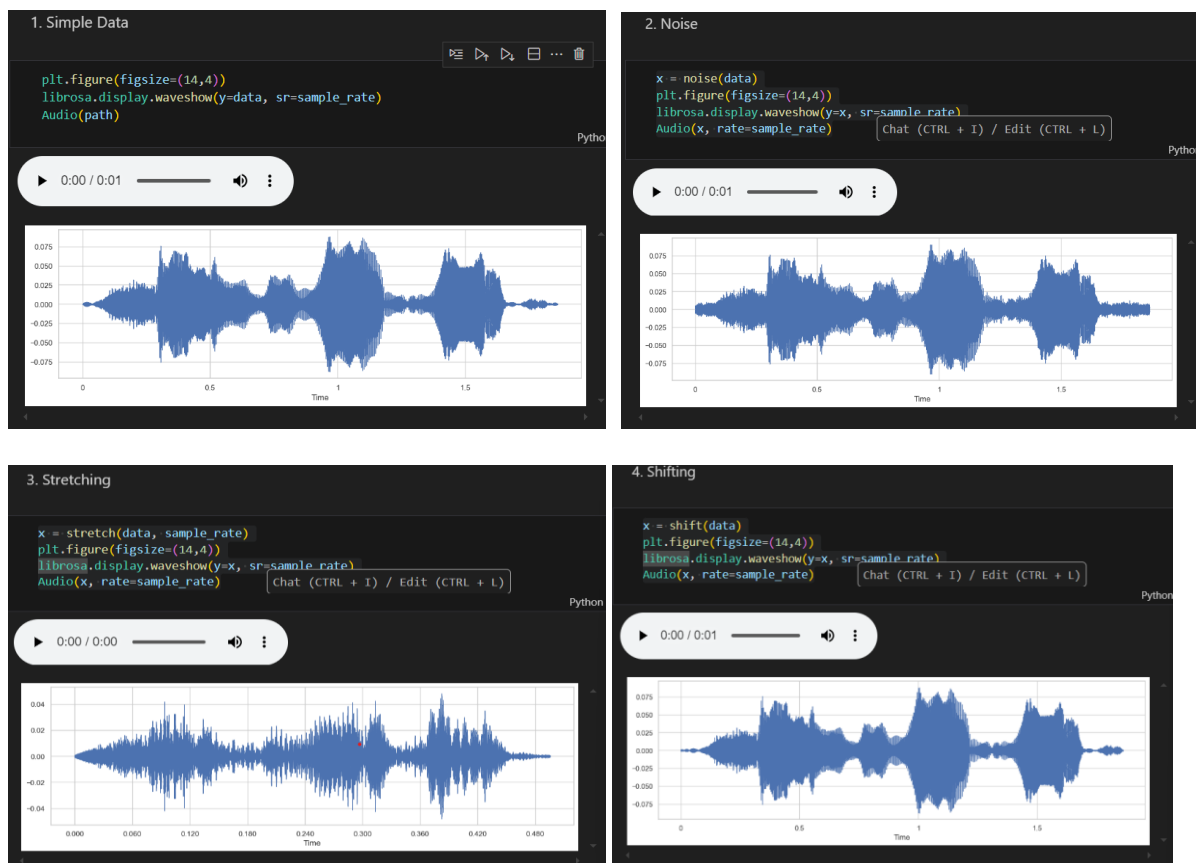 1. Simple Data
plt.figure(figsize=(14,4))
librosa.display.waveshow(y=data, sr=sample_rate)
Audio(path)
Pytho
0:00 / 0:01
0.075
0.050
0.025
0.000
−0.025
−0.050
−0.075
0
0.5
1
1.5
Time
2. Noise
x = noise(data)
plt.figure(figsize=(14,4))
librosa.display.waveshow(y=x, sr=sample_rate)
Audio(x, rate=sample_rate)
Chat (CTRL + I) / Edit (CTRL + L)
Python
0:00 / 0:01
0.075
0.050
0.025
0.000
−0.025
−0.050
−0.075
0
0.5
1
1.5
Time
3. Stretching
x = stretch(data, sample_rate)
plt.figure(figsize=(14,4))
librosa.display.waveshow(y=x, sr=sample_rate)
Audio(x, rate=sample_rate)
Chat (CTRL + I) / Edit (CTRL + L)
Python
0:00 / 0:00
0.04
0.02
0.00
−0.02
−0.04
0.000
0.060
0.120
0.180
0.240
0.300
0.360
0.420
0.480
Time
4. Shifting
x = shift(data)
plt.figure(figsize=(14,4))
librosa.display.waveshow(y=x, sr=sample_rate)
Audio(x, rate=sample_rate)
Chat (CTRL + I) / Edit (CTRL + L)
Python
0:00 / 0:01
0.075
0.050
0.025
0.000
−0.025
−0.050
−0.075
0
0.5
1
1.5
Time